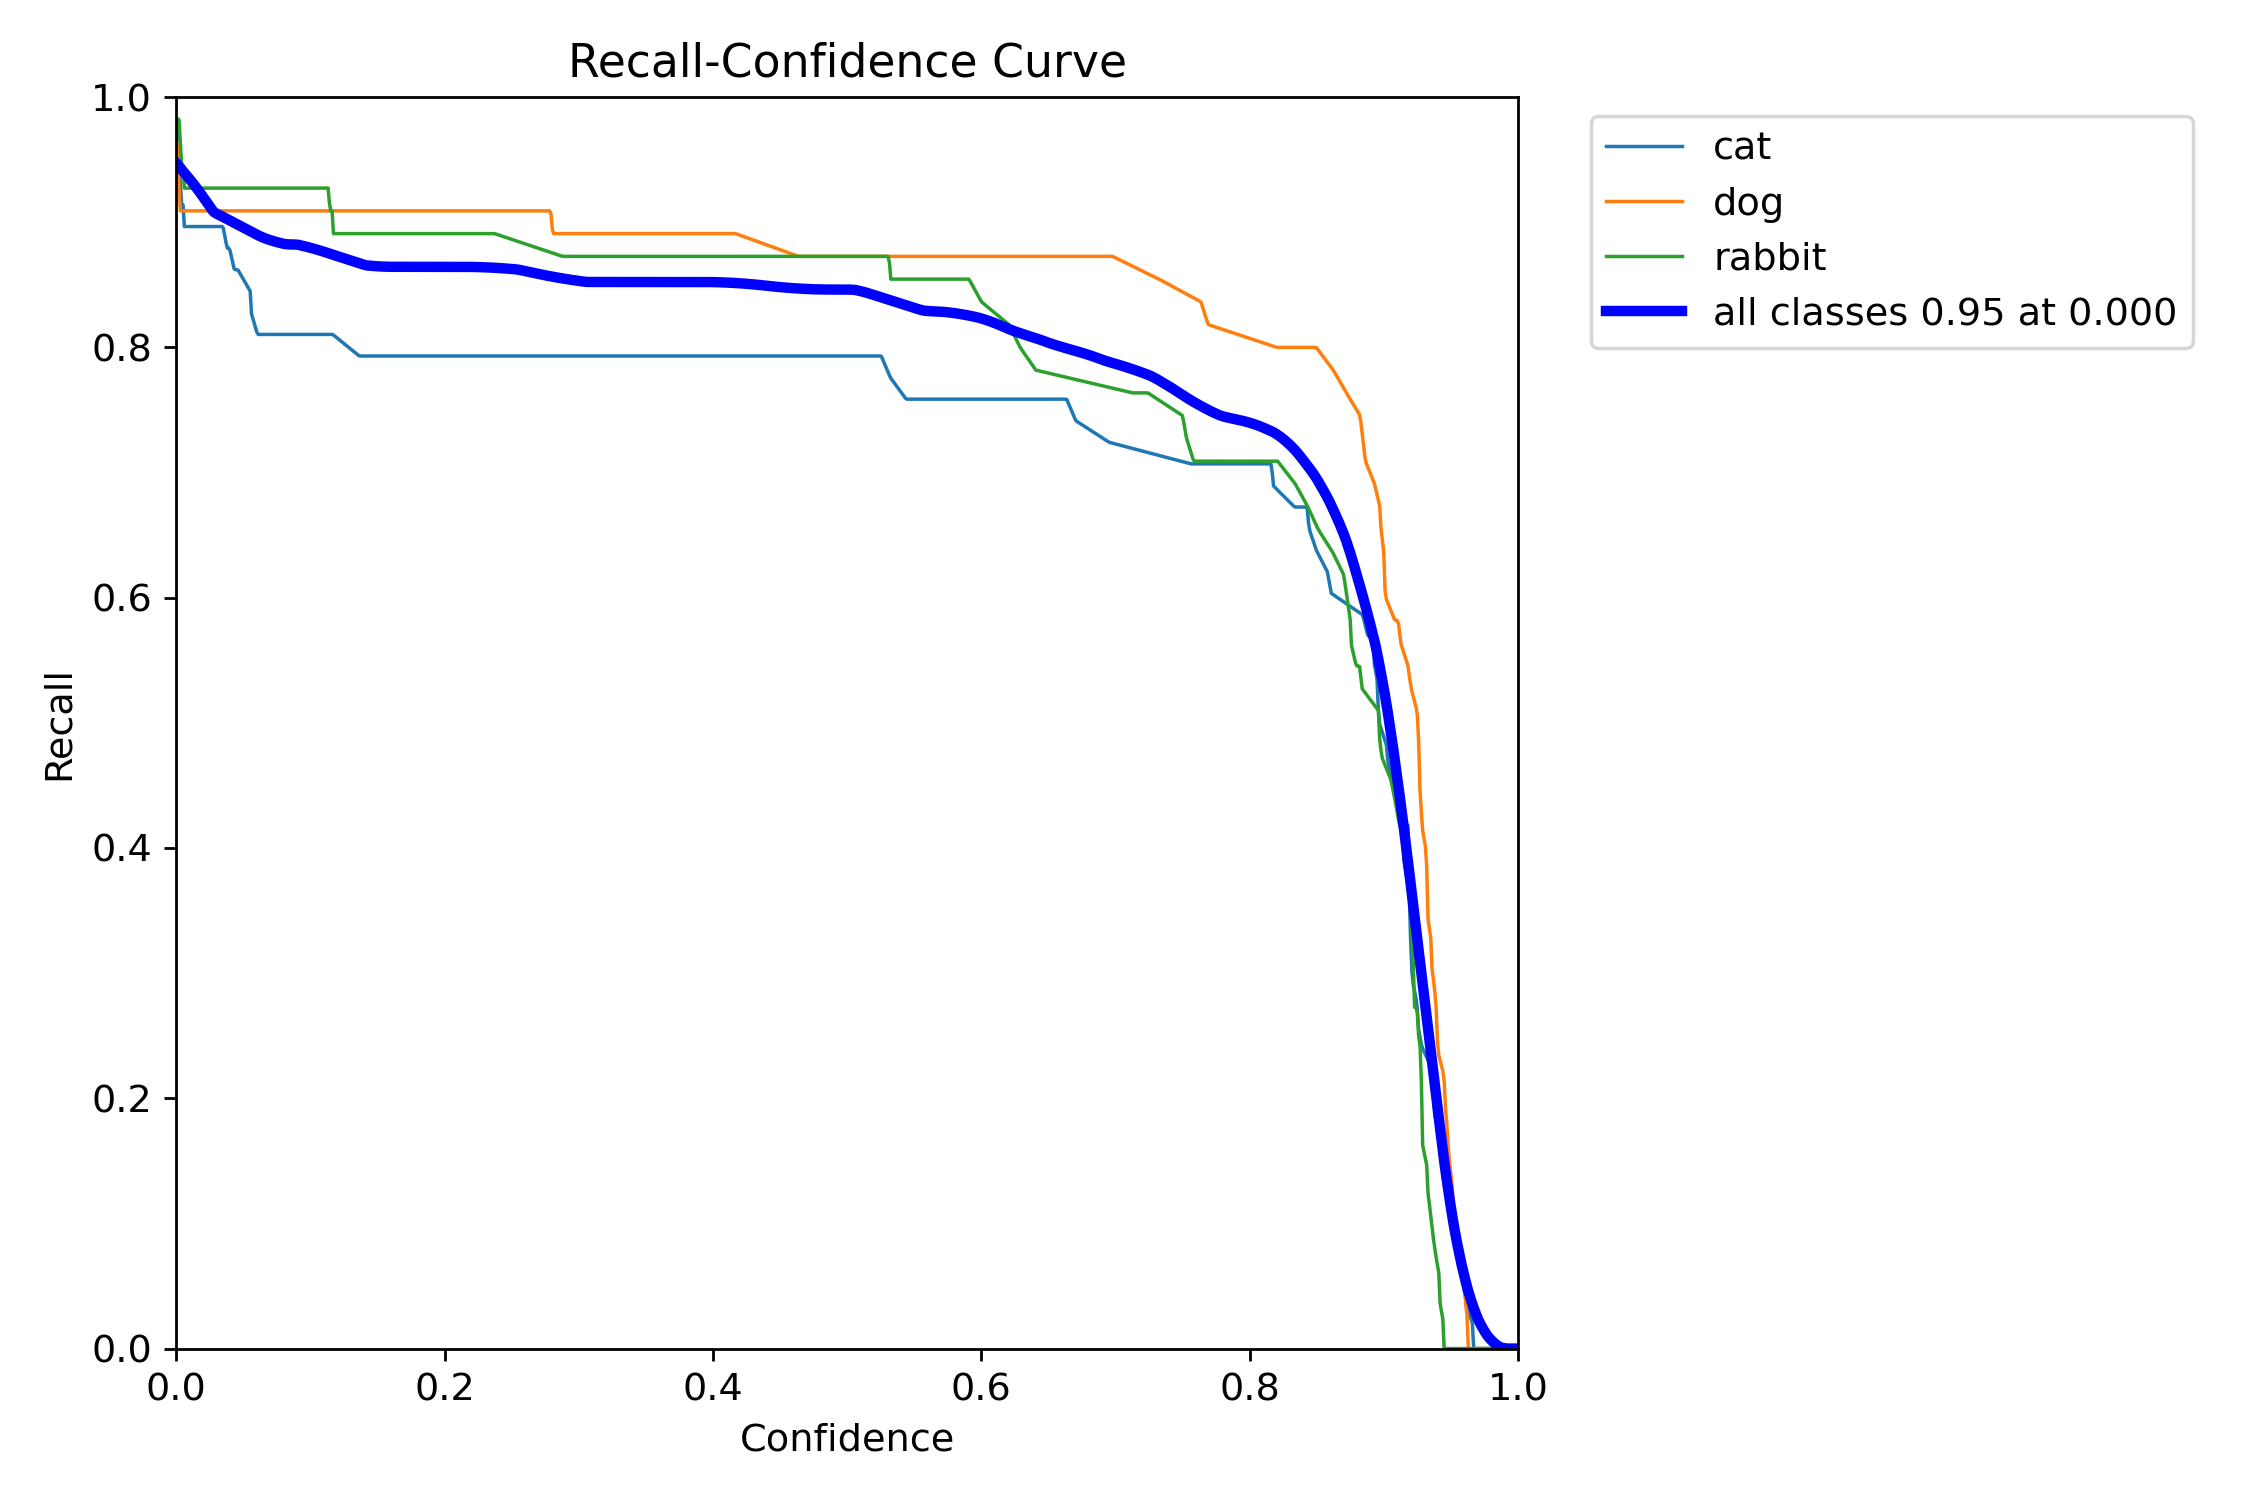 Recall-Confidence Curve
1.0
0.8
0.6
0.4
0.2
0.0
Recall
0.0 0.2 0.4 0.6 0.8 1.0
Confidence
cat
dog
rabbit
all classes 0.95 at 0.000